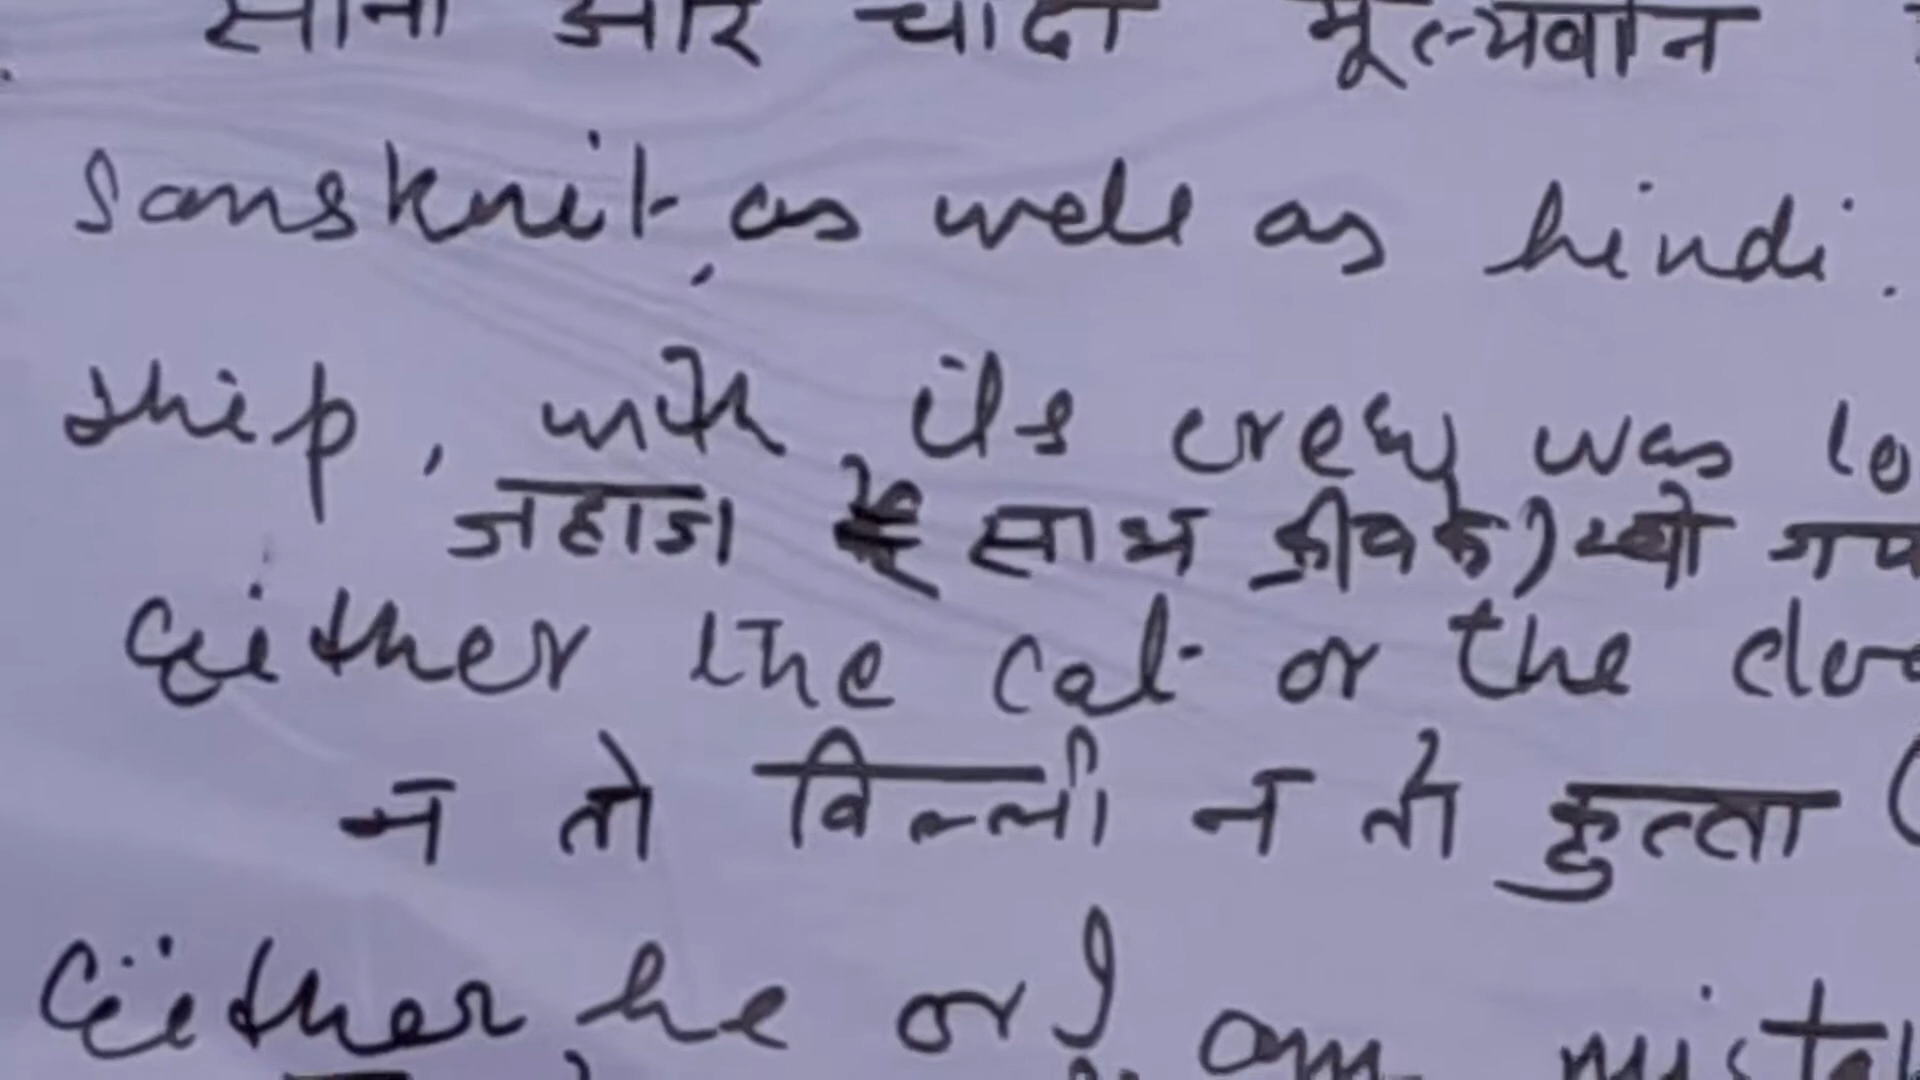 सोना और चांदी मूल्यवान
Sanskrit, as well as hindi.
ship, with its crew was lo
जहाज साथ क्रीव के) खो गय
Either the cat or the do
न तो बिल्ली न तो कुत्ता (
Either he or I am mista